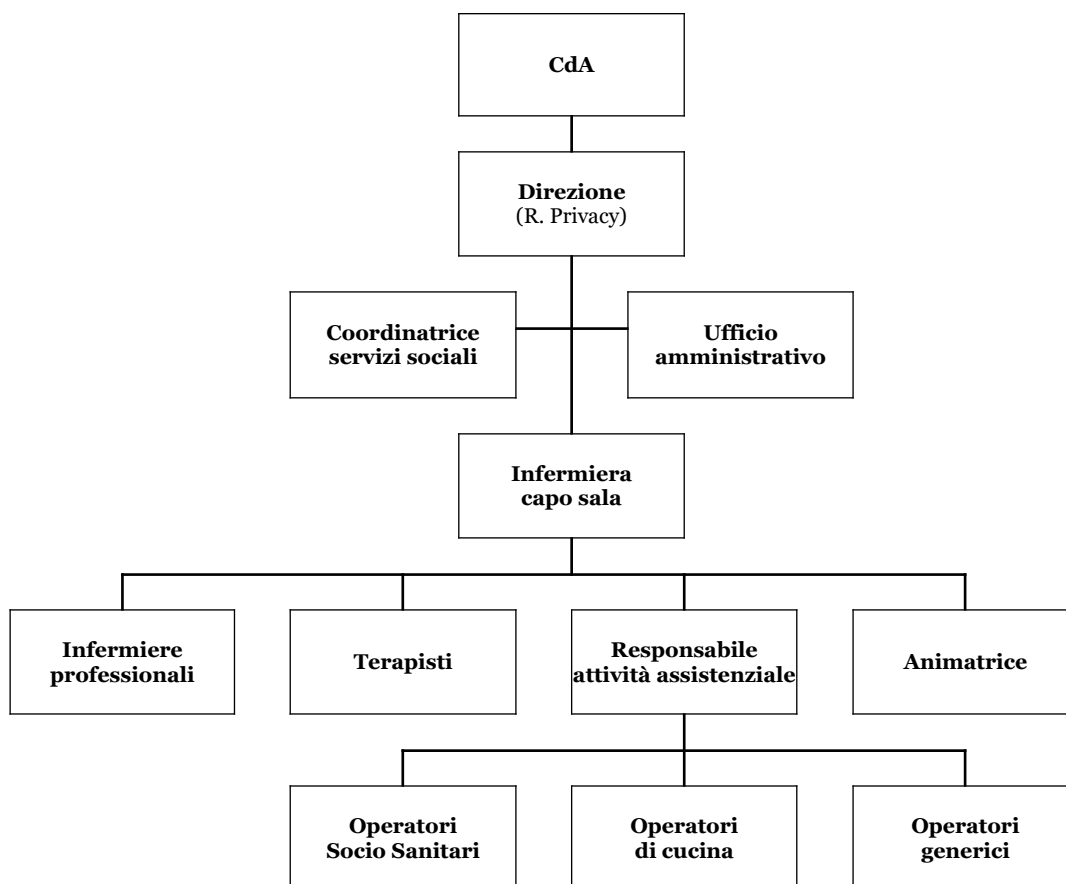 CdA
Direzione
(R. Privacy)
Coordinatrice
servizi sociali
Ufficio
amministrativo
Infermiera
capo sala
Infermiere
professionali
Terapisti
Responsabile
attività assistenziale
Animatrice
Operatori
Socio Sanitari
Operatori
di cucina
Operatori
generici